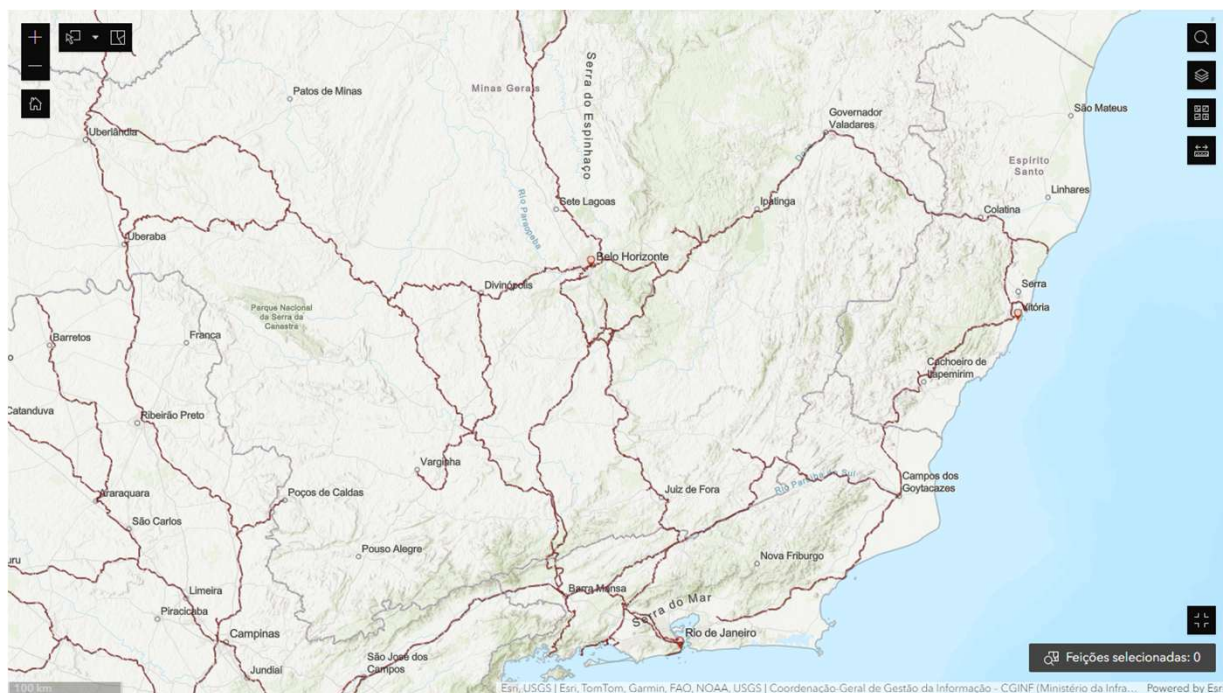 Patos de Minas
Minas Gerais
Serra do Espinhaço
Uberlândia
Governador
Valadares
São Mateus
Doce
Espírito
Santo
Sete Lagoas
Ipatinga
Linhares
Rio Paraopeba
Colatina
Uberaba
Belo Horizonte
Divinópolis
Serra
Vitória
Parque Nacional
da Serra da
Canastra
Franca
Barretos
Cachoeiro de
Itapemirim
Catanduva
Ribeirão Preto
Varginha
Rio Paraíba do Sul
Campos dos
Goytacazes
Araraquara
Poços de Caldas
Juiz de Fora
São Carlos
Pouso Alegre
Nova Friburgo
uru
Limeira
Barra Mansa
Serra do Mar
Piracicaba
Campinas
Rio de Janeiro
Jundiaí
São José dos
Campos
Feições selecionadas: 0
100 km
Esri, USGS | Esri, TomTom, Garmin, FAO, NOAA, USGS | Coordenação-Geral de Gestão da Informação - CGINF (Ministério da Infra... Powered by Esri